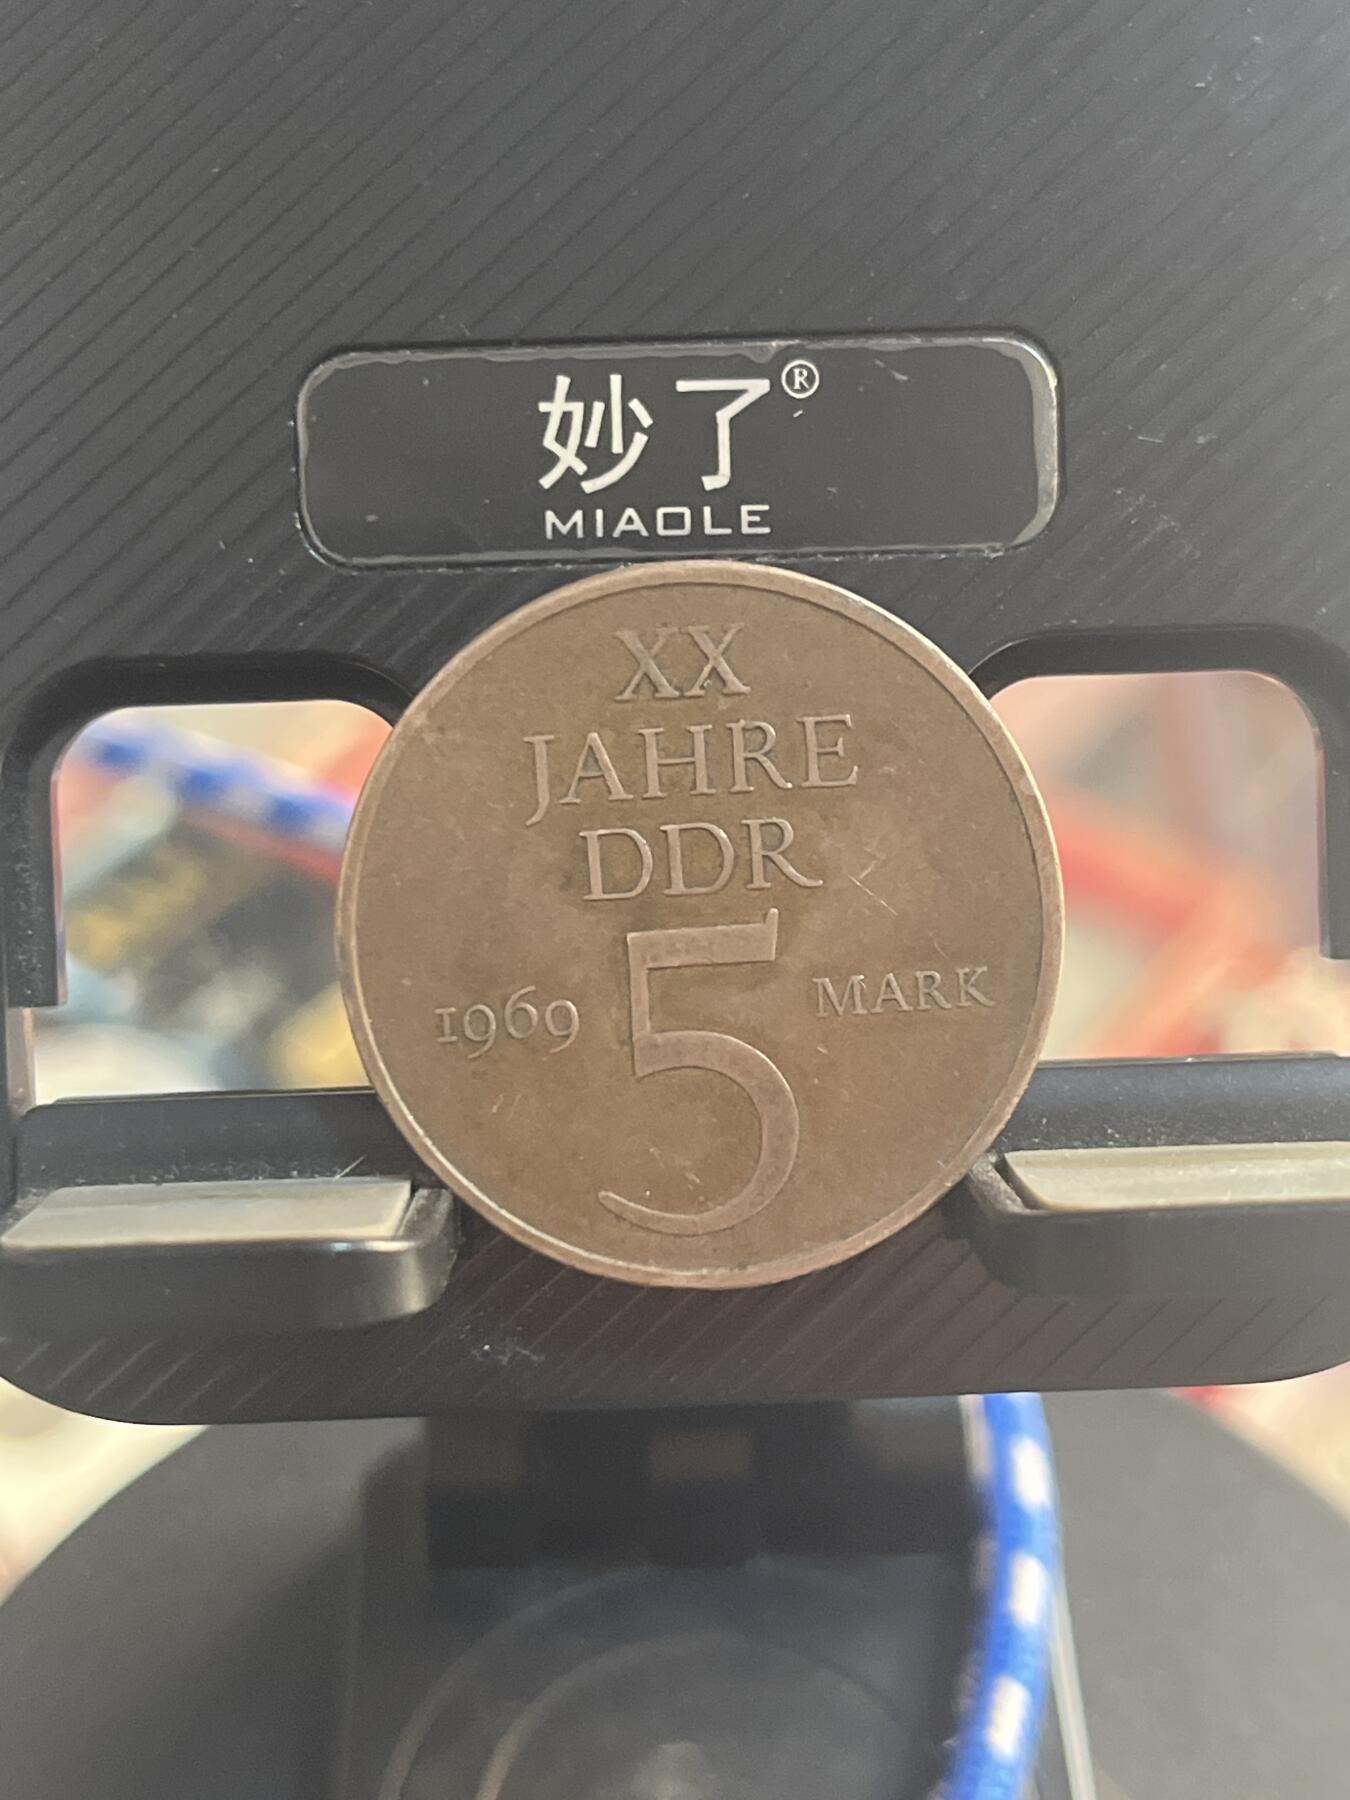 妙了®
MIAOLE
XX
JAHRE
DDR
1969 5 MARK